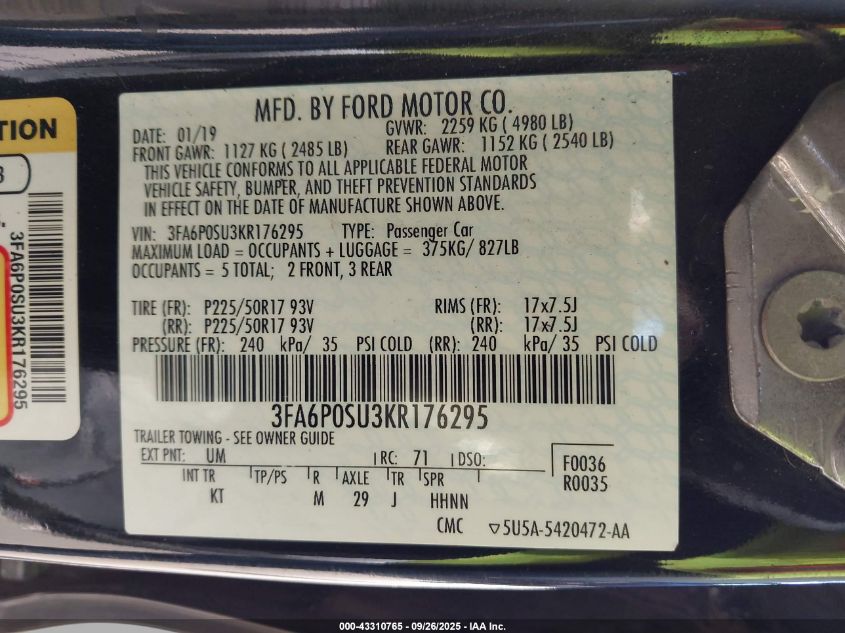 TION
3
3FA6P0SU3KR176295
MFD. BY FORD MOTOR CO.
DATE: 01/19 GVWR: 2259 KG ( 4980 LB)
FRONT GAWR: 1127 KG ( 2485 LB) REAR GAWR: 1152 KG ( 2540 LB)
THIS VEHICLE CONFORMS TO ALL APPLICABLE FEDERAL MOTOR
VEHICLE SAFETY, BUMPER, AND THEFT PREVENTION STANDARDS
IN EFFECT ON THE DATE OF MANUFACTURE SHOWN ABOVE.
VIN: 3FA6P0SU3KR176295 TYPE: Passenger Car
MAXIMUM LOAD = OCCUPANTS + LUGGAGE = 375KG/ 827LB
OCCUPANTS = 5 TOTAL; 2 FRONT, 3 REAR
TIRE (FR): P225/50R17 93V RIMS (FR): 17x7.5J
(RR): P225/50R17 93V (RR): 17x7.5J
PRESSURE (FR): 240 kPa/ 35 PSI COLD (RR): 240 kPa/ 35 PSI COLD
3FA6P0SU3KR176295
TRAILER TOWING - SEE OWNER GUIDE
EXT PNT: UM RC: 71 DSO: F0036
INT TR TP/PS R AXLE TR SPR R0035
KT M 29 J HHNN
CMC ▽5U5A-5420472-AA
000-43310765 - 09/26/2025 - IAA Inc.